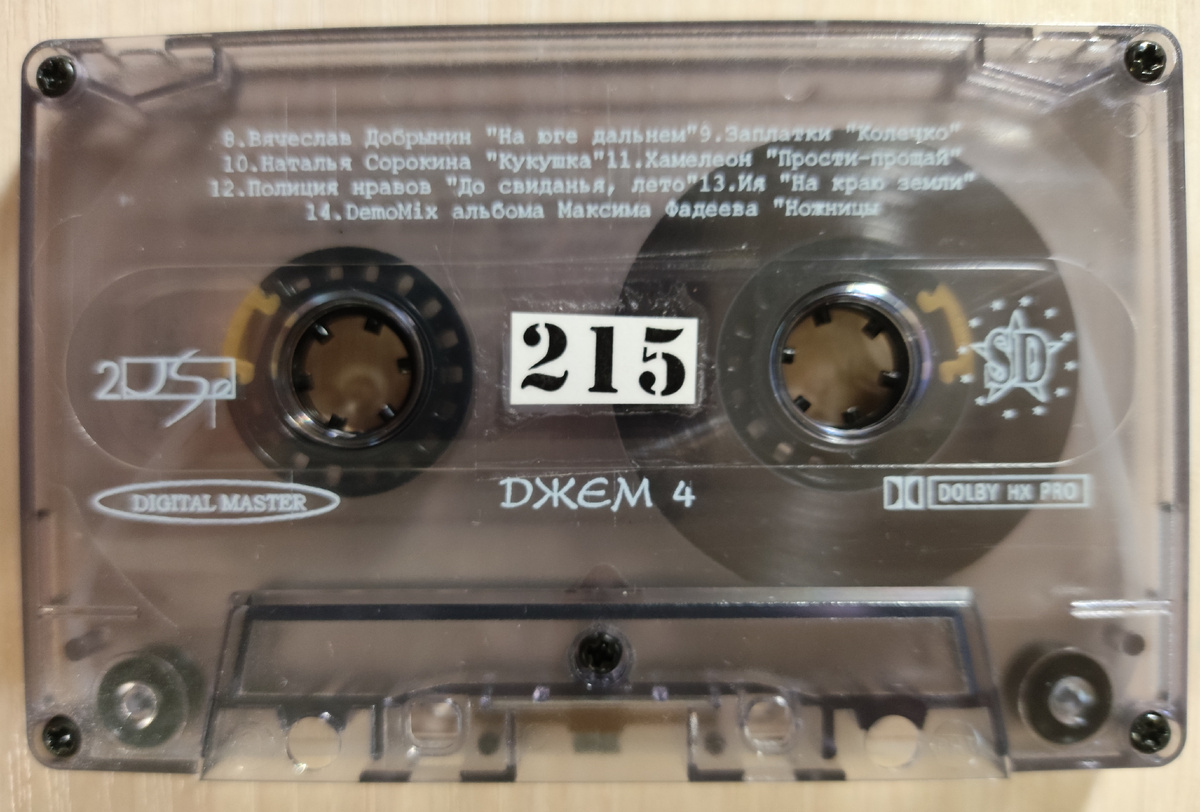 8.Вячеслав Добрынин "На юге дальнем"9.Заплатки "Колечко"
10.Наталья Сорокина "Кукушка"11.Хамелеон "Прости-прощай"
12.Полиция нравов "До свиданья, лето"13.Ия "На краю земли"
14.DemoMix альбома Максима Фадеева "Ножницы
2JSp
215
SD
DIGITAL MASTER
ДЖЕМ 4
DOLBY HX PRO